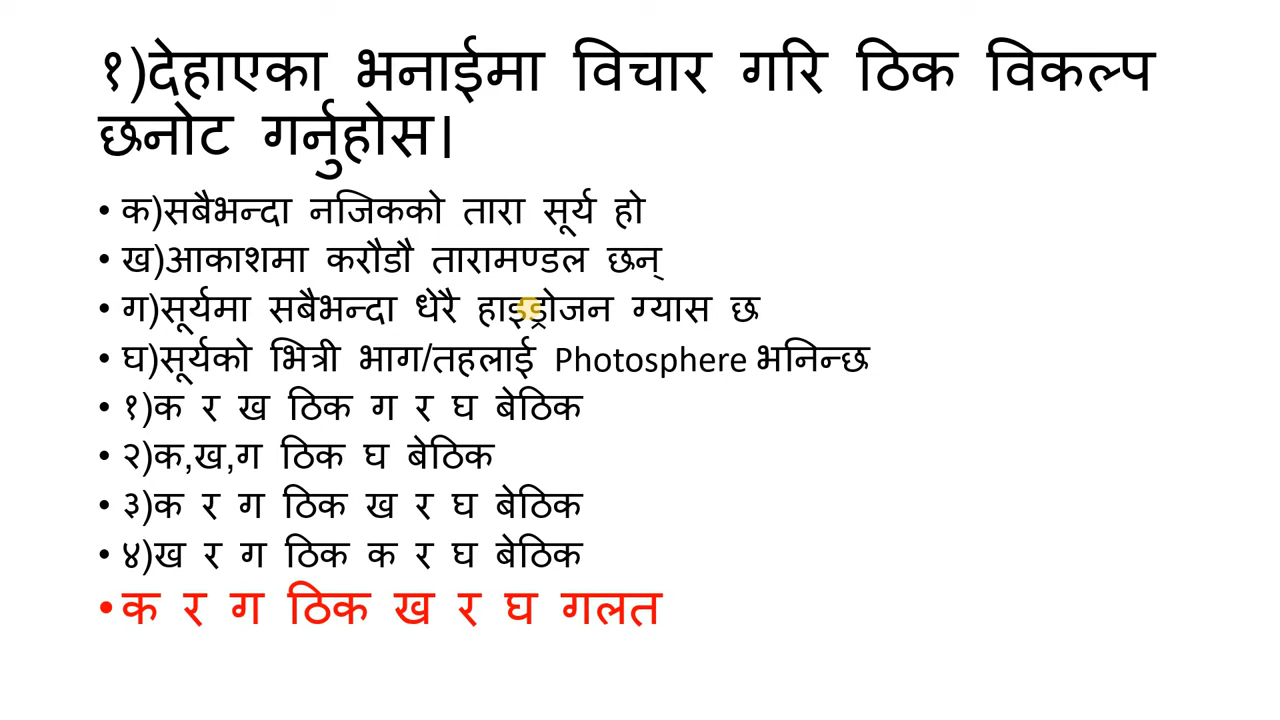 १)देहाएका भनाईमा विचार गरि ठिक विकल्प
छनोट गर्नुहोस।
• क)सबैभन्दा नजिकको तारा सूर्य हो
• ख)आकाशमा करौडौ तारामण्डल छन्
• ग)सूर्यमा सबैभन्दा धेरै हाइड्रोजन ग्यास छ
• घ)सूर्यको भित्री भाग/तहलाई Photosphere भनिन्छ
• १)क र ख ठिक ग र घ बेठिक
• २)क,ख,ग ठिक घ बेठिक
• ३)क र ग ठिक ख र घ बेठिक
• ४)ख र ग ठिक क र घ बेठिक
• क र ग ठिक ख र घ गलत